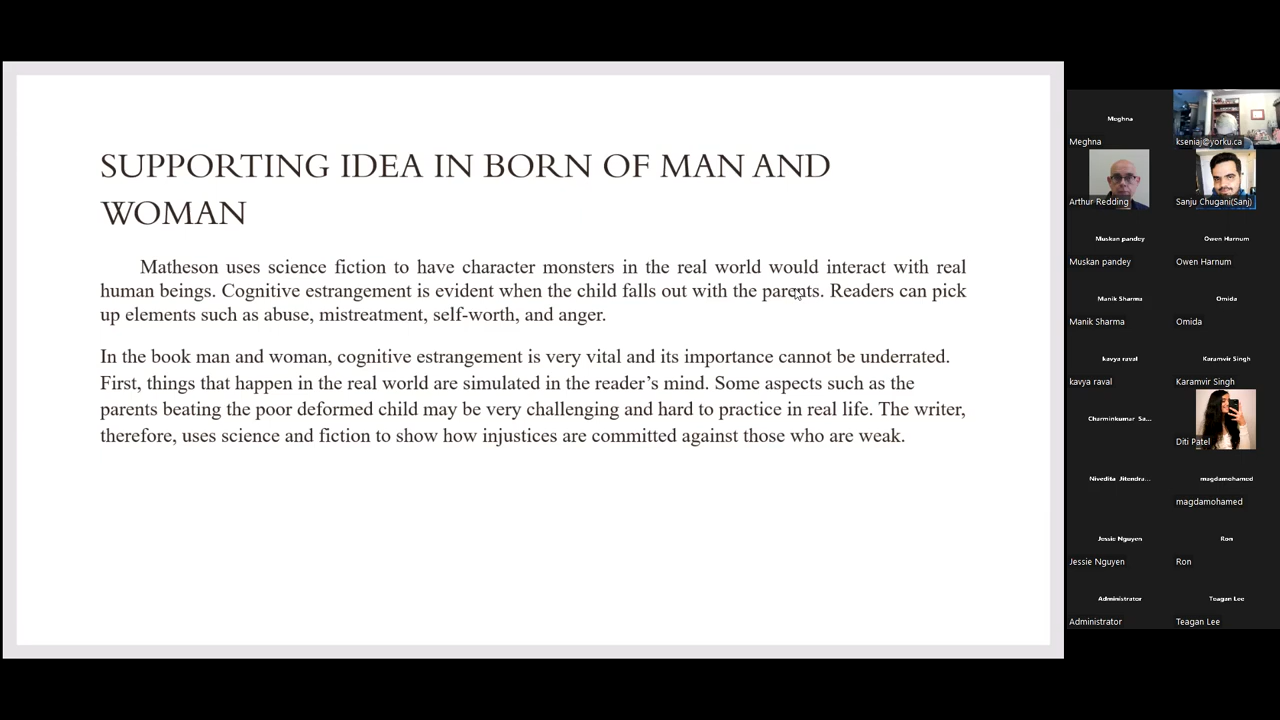 SUPPORTING IDEA IN BORN OF MAN AND
WOMAN
Matheson uses science fiction to have character monsters in the real world would interact with real
human beings. Cognitive estrangement is evident when the child falls out with the parents. Readers can pick
up elements such as abuse, mistreatment, self-worth, and anger.
In the book man and woman, cognitive estrangement is very vital and its importance cannot be underrated.
First, things that happen in the real world are simulated in the reader’s mind. Some aspects such as the
parents beating the poor deformed child may be very challenging and hard to practice in real life. The writer,
therefore, uses science and fiction to show how injustices are committed against those who are weak.
Meghna
Meghna
kseniaj@yorku.ca
Arthur Redding
Sanju Chugani(Sanj)
Muskan pandey
Muskan pandey
Owen Harnum
Owen Harnum
Manik Sharma
Manik Sharma
Omida
Omida
kavya raval
kavya raval
Karamvir Singh
Karamvir Singh
Charminkumar Sa...
Diti Patel
Nivedita Jitendra...
magdamohamed
magdamohamed
Jessie Nguyen
Jessie Nguyen
Ron
Ron
Administrator
Administrator
Teagan Lee
Teagan Lee